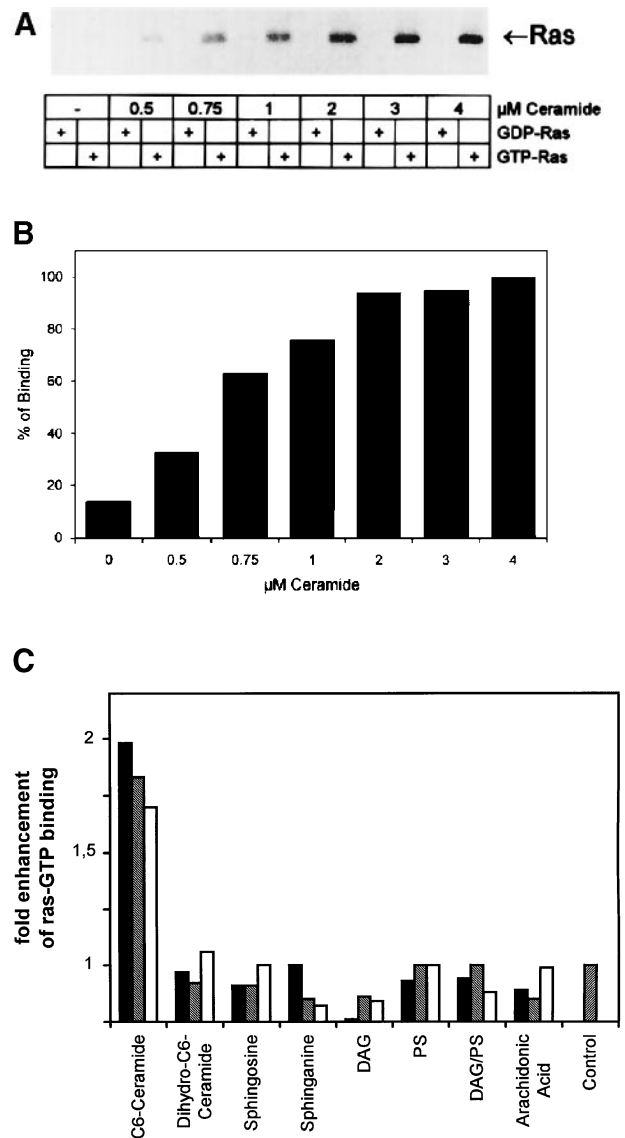 A
←Ras
- 0.5 0.75 1 2 3 4 µM Ceramide
+ + + + + + + GDP-Ras
+ + + + + + + GTP-Ras
B
100
80
60
40
20
0
% of Binding
0 0.5 0.75 1 2 3 4
µM Ceramide
C
fold enhancement
of ras-GTP binding
2
1,5
1
C6-Ceramide
Dihydro-C6-
Ceramide
Sphingosine
Sphinganine
DAG
PS
DAG/PS
Arachidonic
Acid
Control